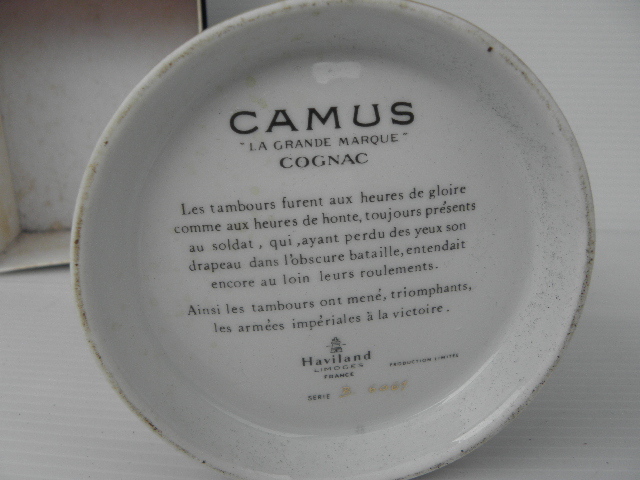 CAMUS
"LA GRANDE MARQUE"
COGNAC
Les tambours furent aux heures de gloire
comme aux heures de honte, toujours présents
au soldat, qui, ayant perdu des yeux son
drapeau dans l'obscure bataille, entendait
encore au loin leurs roulements.
Ainsi les tambours ont mené, triomphants,
les armées impériales à la victoire.
Haviland
LIMOGES
FRANCE
PRODUCTION LIMITÉE
SERIE B